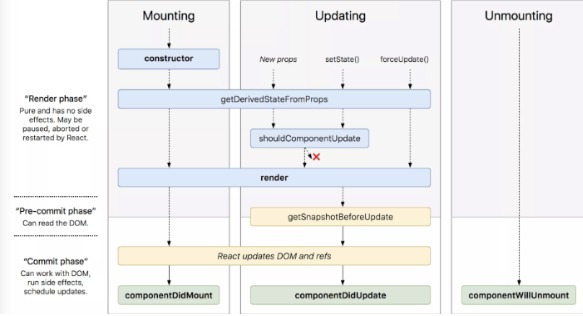 Mounting
Updating
Unmounting
constructor
New props
setState()
forceUpdate()
"Render phase"
Pure and has no side
effects. May be
paused, aborted or
restarted by React.
getDerivedStateFromProps
shouldComponentUpdate
render
"Pre-commit phase"
Can read the DOM.
getSnapshotBeforeUpdate
React updates DOM and refs
"Commit phase"
Can work with DOM,
run side effects,
schedule updates.
componentDidMount
componentDidUpdate
componentWillUnmount